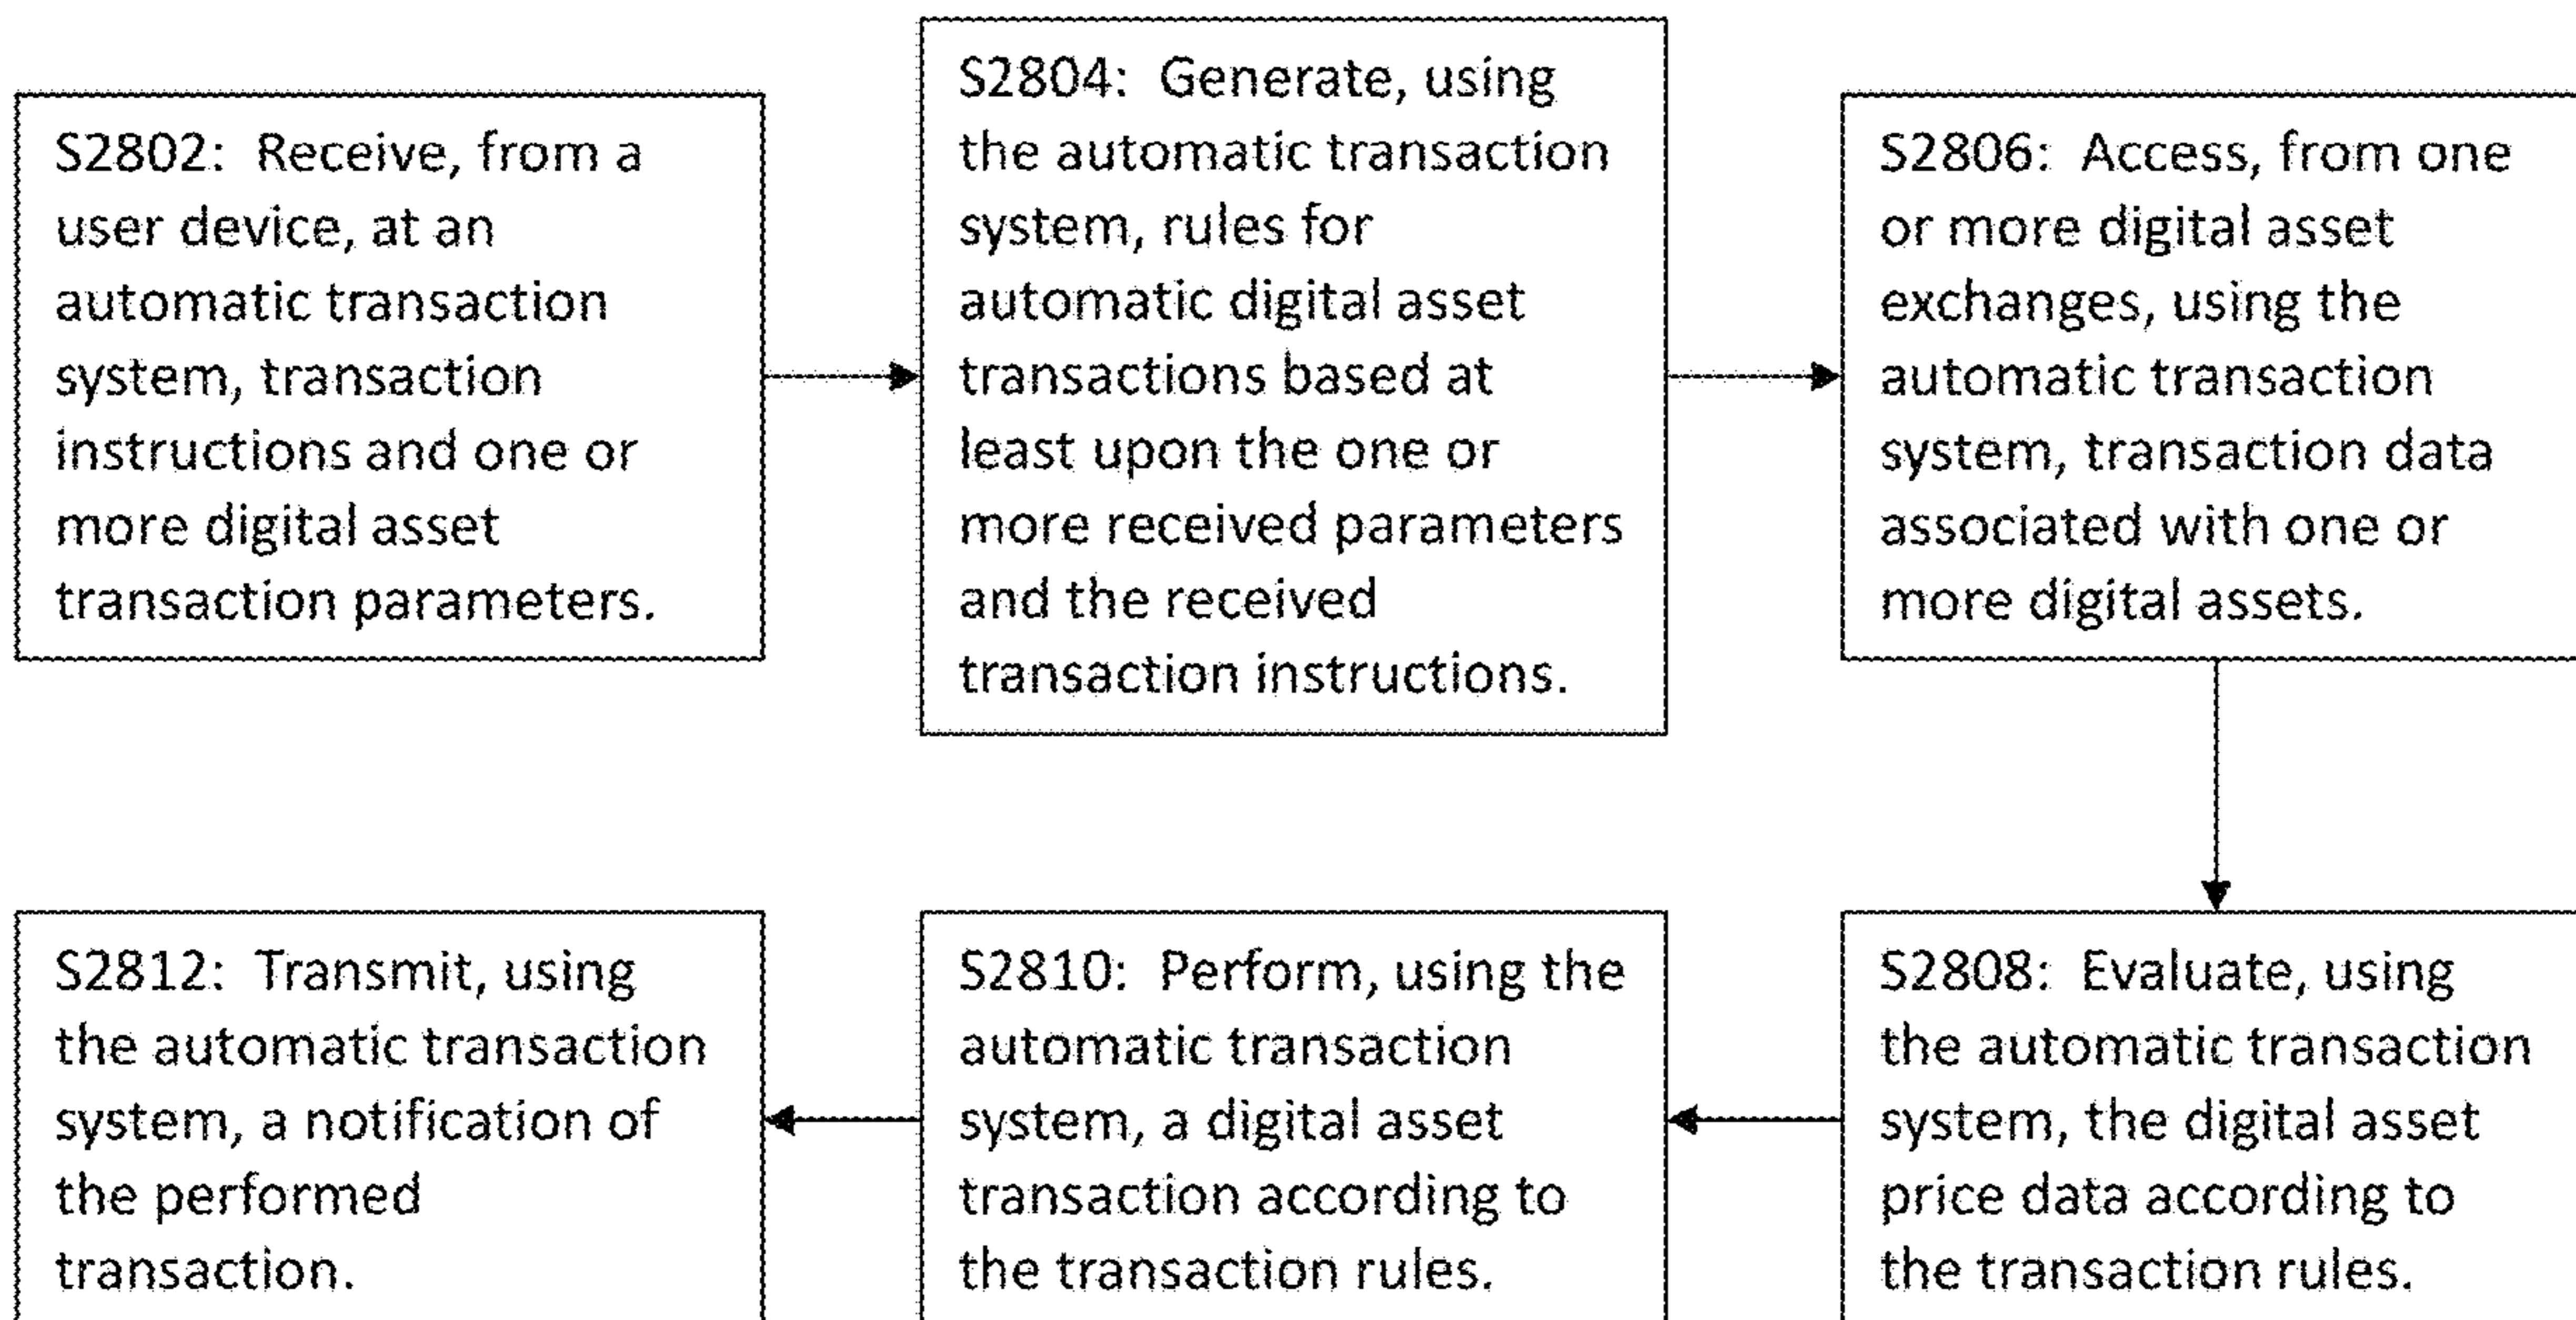 S2802: Receive, from a
user device, at an
automatic transaction
system, transaction
instructions and one or
more digital asset
transaction parameters.
S2804: Generate, using
the automatic transaction
system, rules for
automatic digital asset
transactions based at
least upon the one or
more received parameters
and the received
transaction instructions.
S2806: Access, from one
or more digital asset
exchanges, using the
automatic transaction
system, transaction data
associated with one or
more digital assets.
S2808: Evaluate, using
the automatic transaction
system, the digital asset
price data according to
the transaction rules.
S2810: Perform, using the
automatic transaction
system, a digital asset
transaction according to
the transaction rules.
S2812: Transmit, using
the automatic transaction
system, a notification of
the performed
transaction.